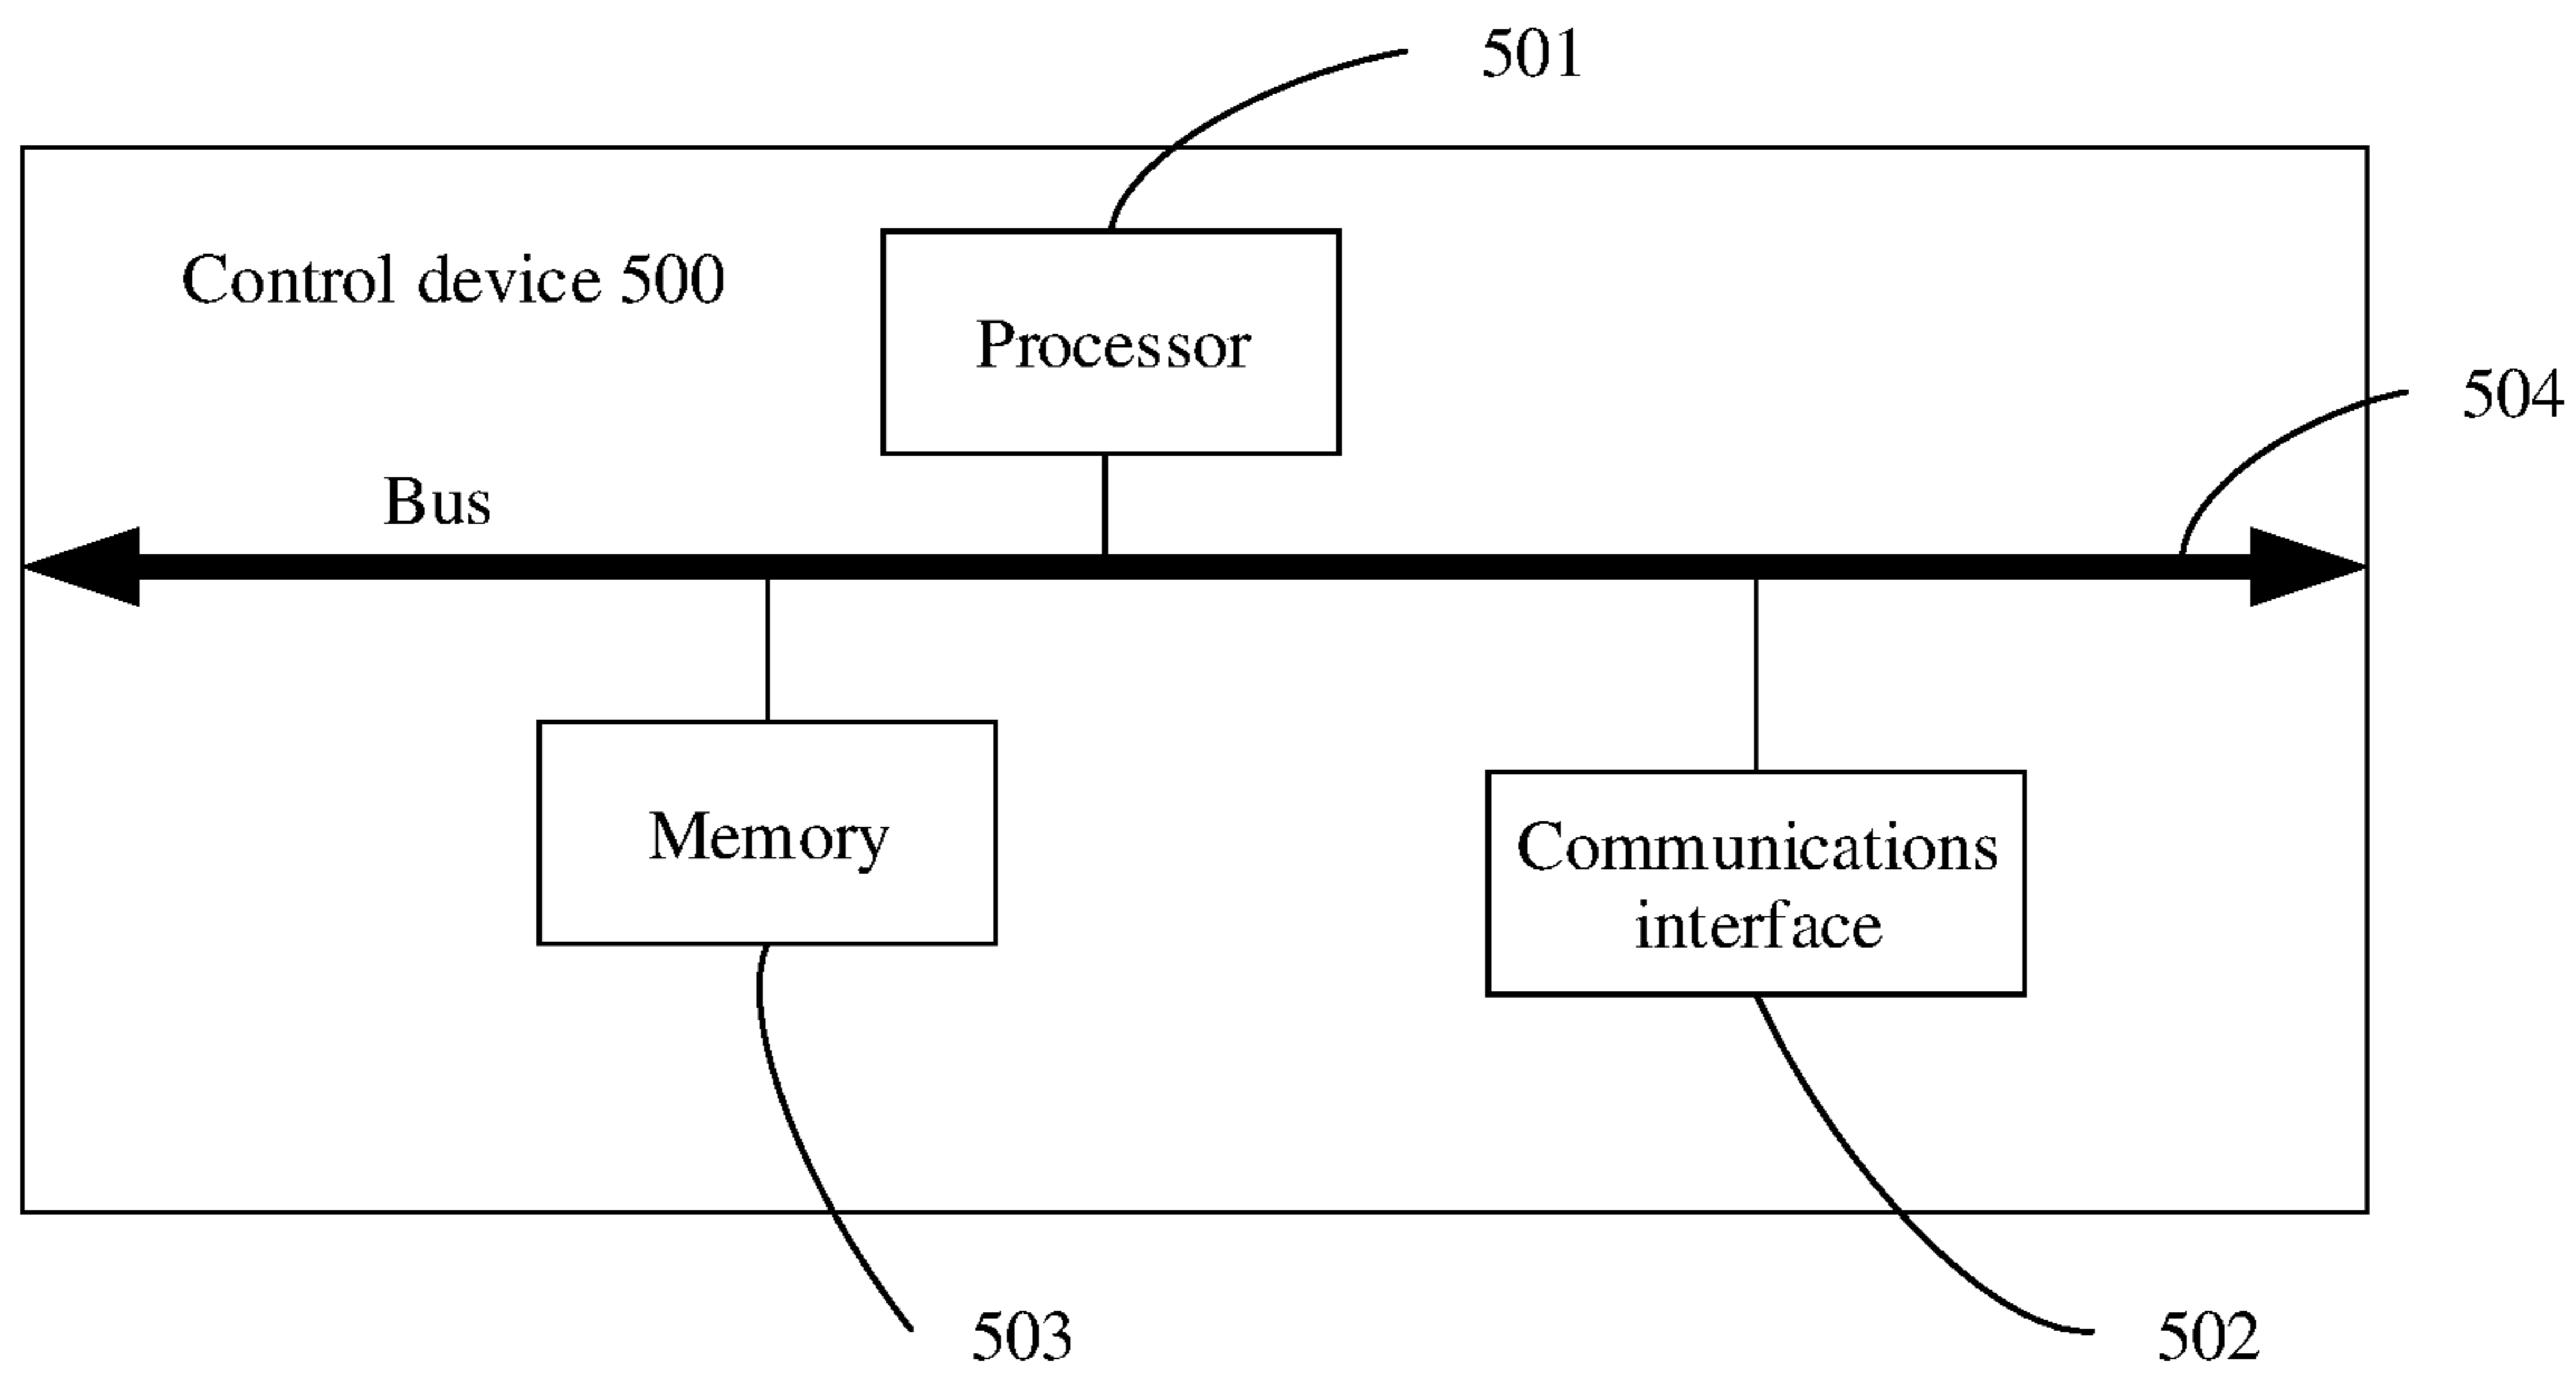 501
Control device 500
Processor
504
Bus
Memory
Communications
interface
503
502